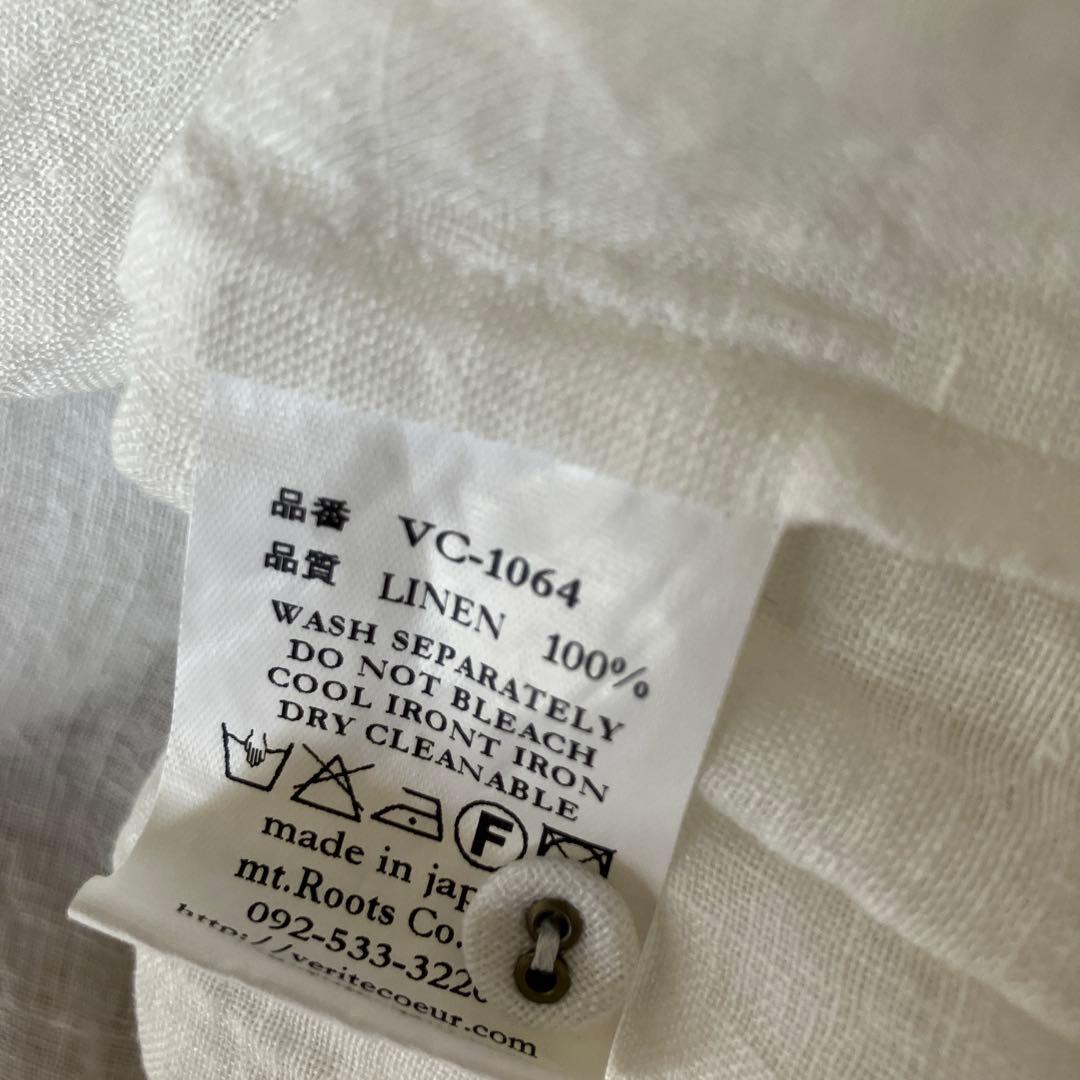 品番 VC-1064
品質 LINEN 100%
WASH SEPARATELY
DO NOT BLEACH
COOL IRONT IRON
DRY CLEANABLE
F
made in
mt.Roots Co.
092-533-322
http://veritecoeur.com